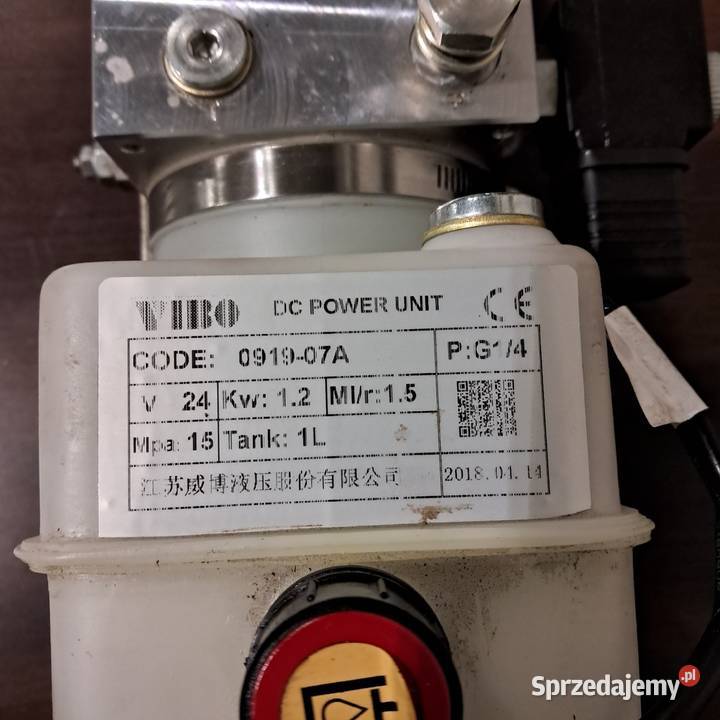 VIBO DC POWER UNIT CE
CODE: 0919-07A P:G1/4
V 24 Kw: 1.2 Ml/r:1.5
Mpa: 15 Tank: 1L
江苏威博液压股份有限公司 2018.04.14
Sprzedajemy.pl